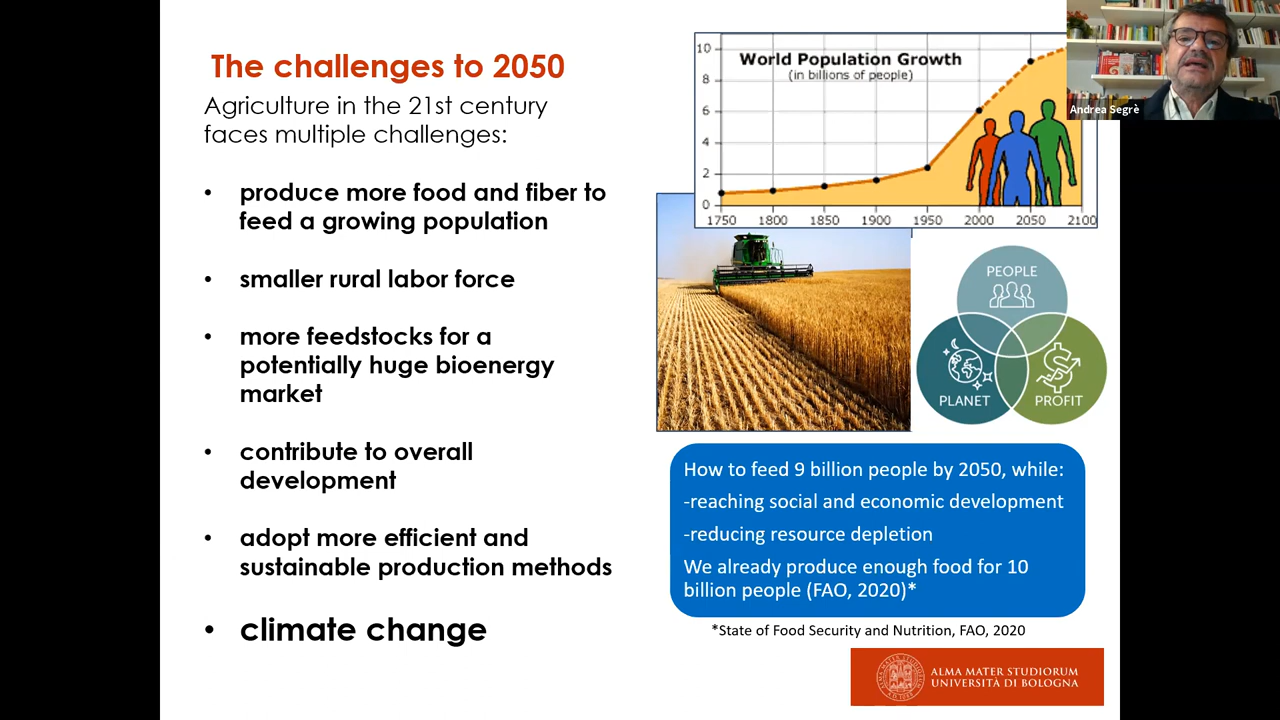 The challenges to 2050
Agriculture in the 21st century
faces multiple challenges:
• produce more food and fiber to
feed a growing population
• smaller rural labor force
• more feedstocks for a
potentially huge bioenergy
market
• contribute to overall
development
• adopt more efficient and
sustainable production methods
• climate change
World Population Growth
(in billions of people)
10
8
6
4
2
0
1750 1800 1850 1900 1950 2000 2050 2100
Andrea Segrè
PEOPLE
PLANET
PROFIT
How to feed 9 billion people by 2050, while:
-reaching social and economic development
-reducing resource depletion
We already produce enough food for 10
billion people (FAO, 2020)*
*State of Food Security and Nutrition, FAO, 2020
ALMA MATER STUDIORUM
UNIVERSITÀ DI BOLOGNA